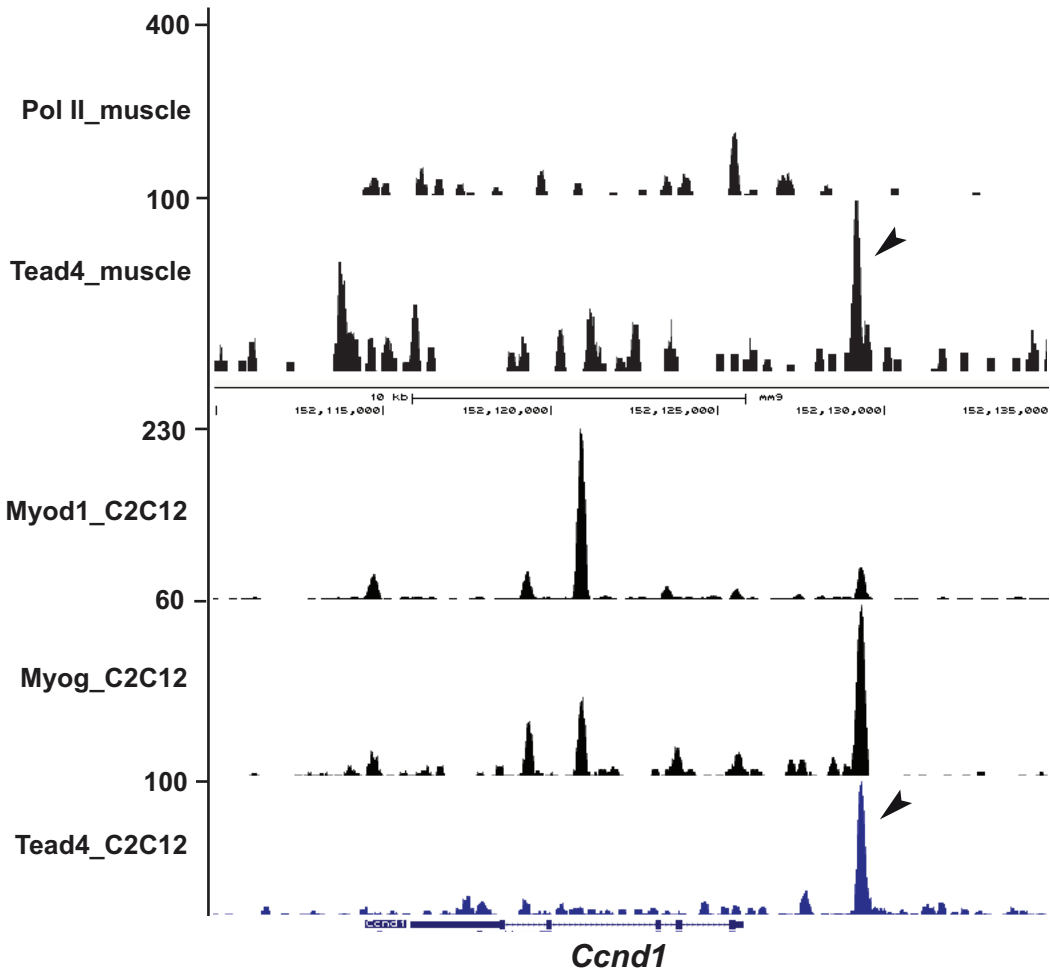 400
Pol II_muscle
100
Tead4_muscle
10 kb mm9
152,115,000 152,120,000 152,125,000 152,130,000 152,135,000
230
Myod1_C2C12
60
Myog_C2C12
100
Tead4_C2C12
Ccnd1
Ccnd1